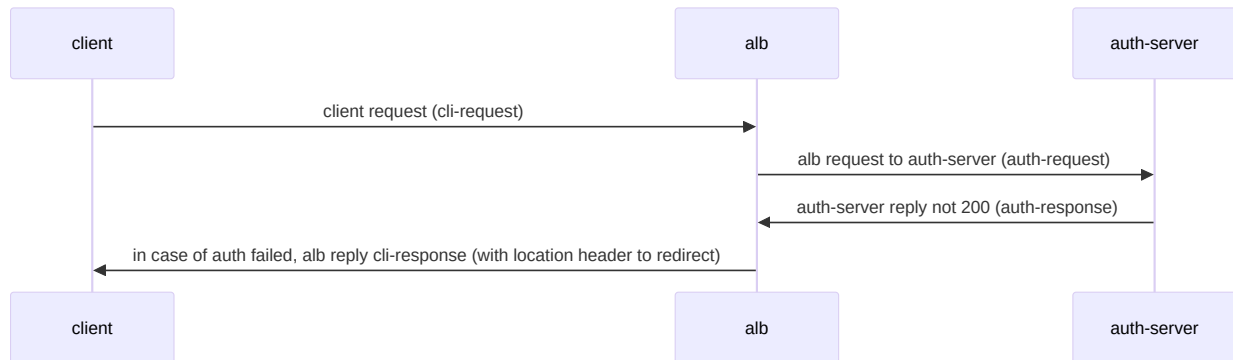 client
alb
auth-server
client request (cli-request)
alb request to auth-server (auth-request)
auth-server reply not 200 (auth-response)
in case of auth failed, alb reply cli-response (with location header to redirect)
client
alb
auth-server